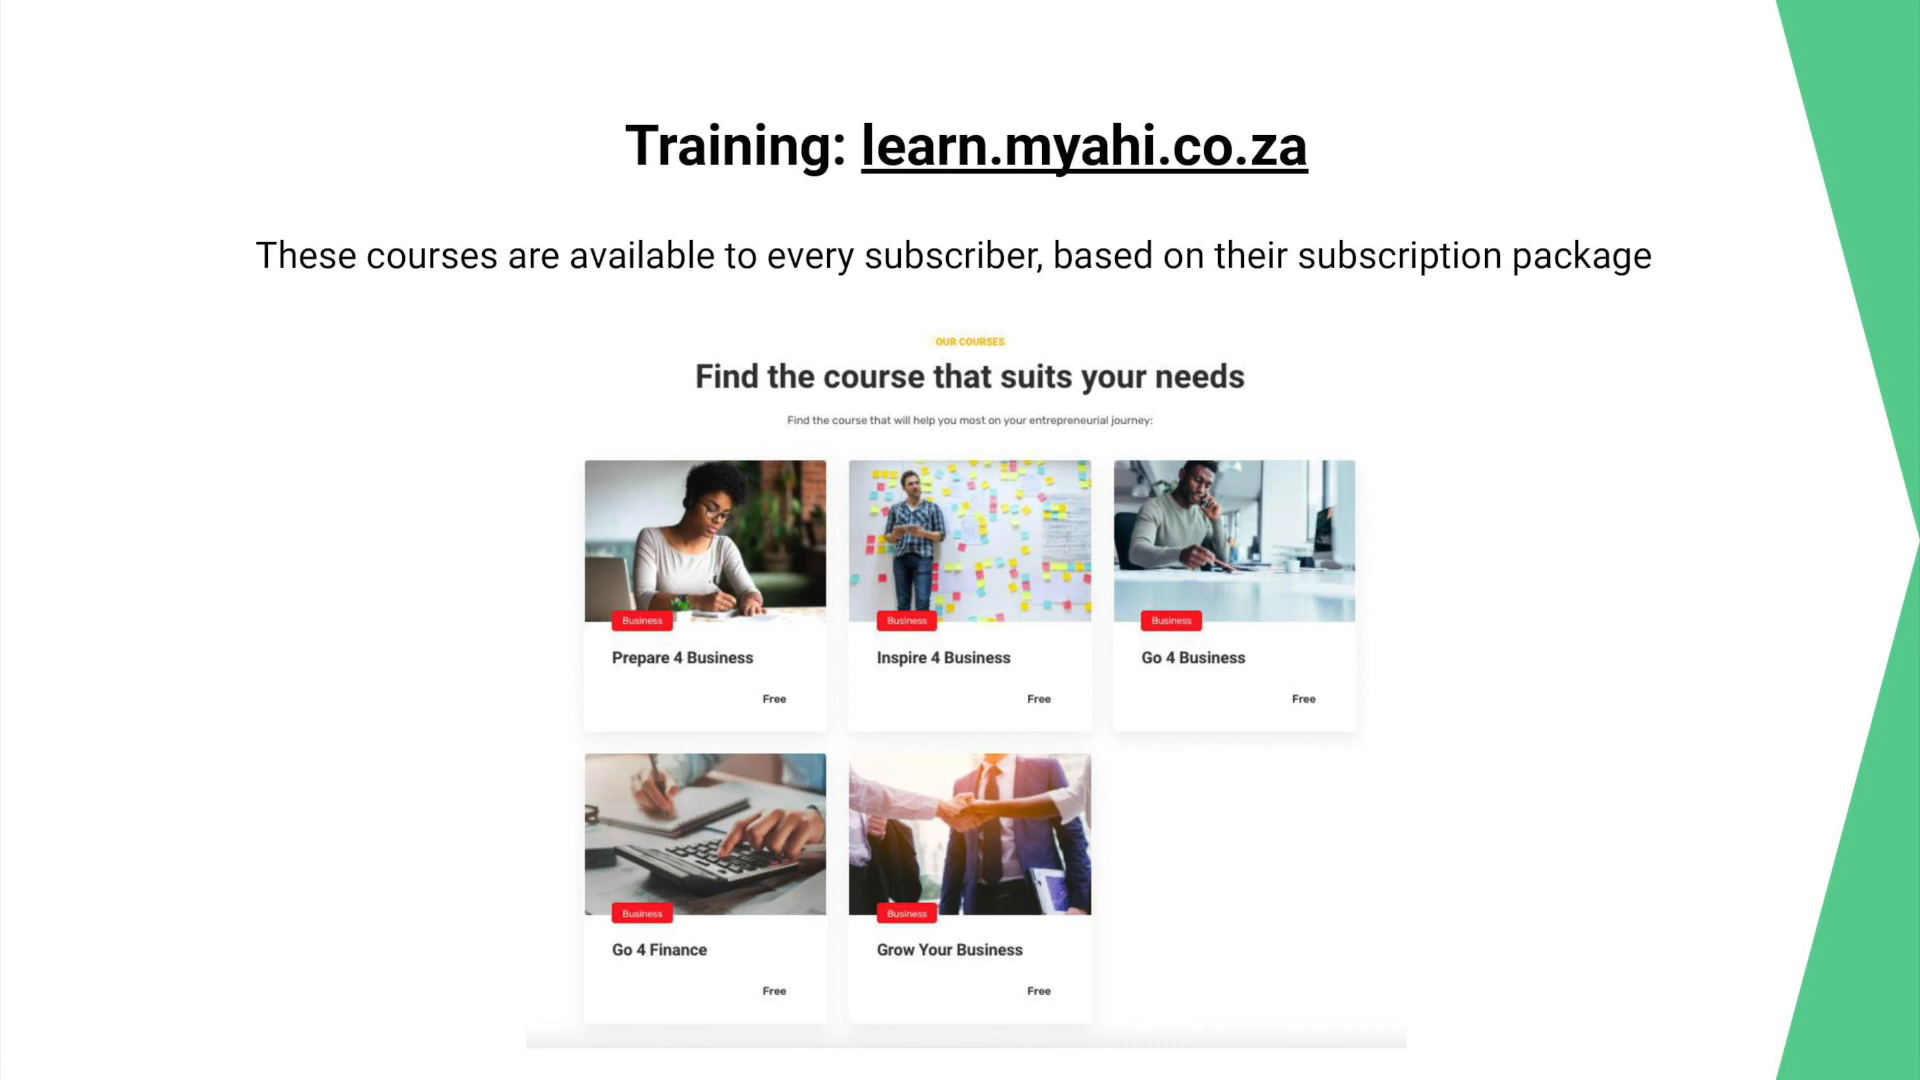 Training: learn.myahi.co.za
These courses are available to every subscriber, based on their subscription package
OUR COURSES
Find the course that suits your needs
Find the course that will help you most on your entrepreneurial journey:
Business
Prepare 4 Business
Free
Business
Inspire 4 Business
Free
Business
Go 4 Business
Free
Business
Go 4 Finance
Free
Business
Grow Your Business
Free